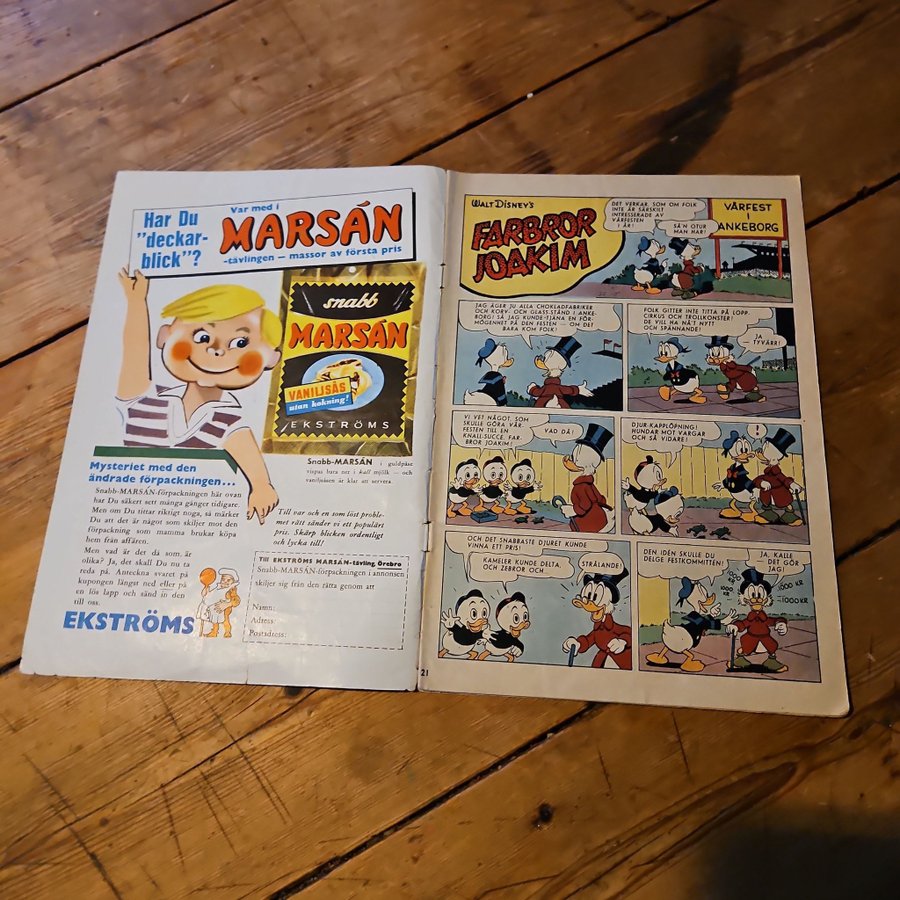 Har Du
"deckar-
blick"?
Var med i
MARSÁN
-tävlingen — massor av första pris
snabb
MARSÁN
VANILJSÅS
utan kokning!
EKSTRÖMS
Mysteriet med den
ändrade förpackningen...
Snabb-MARSÁN-förpackningen här ovan
har Du säkert sett många gånger tidigare.
Men om Du tittar riktigt noga, så märker
Du att det är något som skiljer mot den
förpackning som mamma brukar köpa
hem från affären.
Men vad är det då som är
olika? Ja, det skall Du nu ta
reda på. Anteckna svaret på
kupongen längst ned eller på
en lös lapp och sänd in den
till oss.
EKSTRÖMS
Snabb-MARSÁN i guldpåse
vispas bara ner i kall mjölk — och
vaniljsåsen är klar att servera.
Till var och en som löst proble-
met rätt sänder vi ett populärt
pris. Skärp blicken ordentligt
och lycka till!
Till EKSTRÖMS MARSÁN-tävling, Örebro
Snabb-MARSÁN-förpackningen i annonsen
skiljer sig från den rätta genom att
Namn:
Adress:
Postadress:
WALT DISNEY'S
FARBROR
JOAKIM
DET VERKAR SOM OM FOLK
INTE ÄR SÄRSKILT
INTRESSERADE AV
VÅRFESTEN
I ÅR!
SÅ'N OTUR
MAN HAR!
VÅRFEST
I
ANKEBORG
JAG ÄGER JU ALLA CHOKLADFABRIKER
OCH KORV- OCH GLASS-STÅND I ANKE-
BORG! SÅ JAG KUNDE TJÄNA EN FÖR-
MÖGENHET PÅ DEN FESTEN — OM DET
BARA KOM FOLK!
FOLK GITTER INTE TITTA PÅ LOPP-
CIRKUS OCH TROLLKONSTER!
DE VILL HA NÅ'T NYTT
OCH SPÄNNANDE!
JA
— TYVÄRR!
VI VET NÅGOT, SOM
SKULLE GÖRA VÅR-
FESTEN TILL EN
KNALL-SUCCÉ, FAR-
BROR JOAKIM!
VAD DÅ!
DJUR-KAPPLÖPNING!
HUNDAR MOT VARGAR
OCH SÅ VIDARE!
!
OCH DET SNABBASTE DJURET KUNDE
VINNA ETT PRIS!
KAMELER KUNDE DELTA,
OCH ZEBROR OCH...
STRÅLANDE!
DEN IDÉN SKULLE DU
DELGE FESTKOMMITTÉN!
JA, KALLE
DET GÖR
JAG!
1000 KR
1000
KR
1000 KR
21